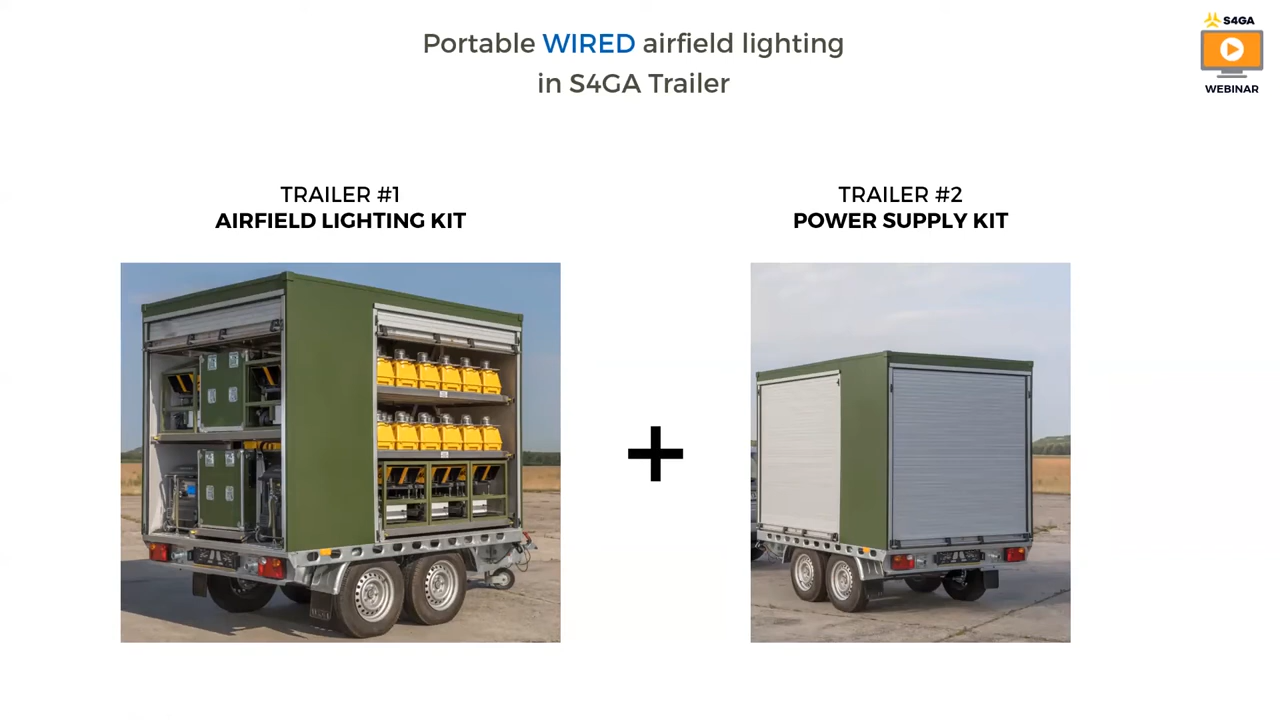 Portable WIRED airfield lighting
in S4GA Trailer
S4GA
WEBINAR
TRAILER #1
AIRFIELD LIGHTING KIT
TRAILER #2
POWER SUPPLY KIT
+